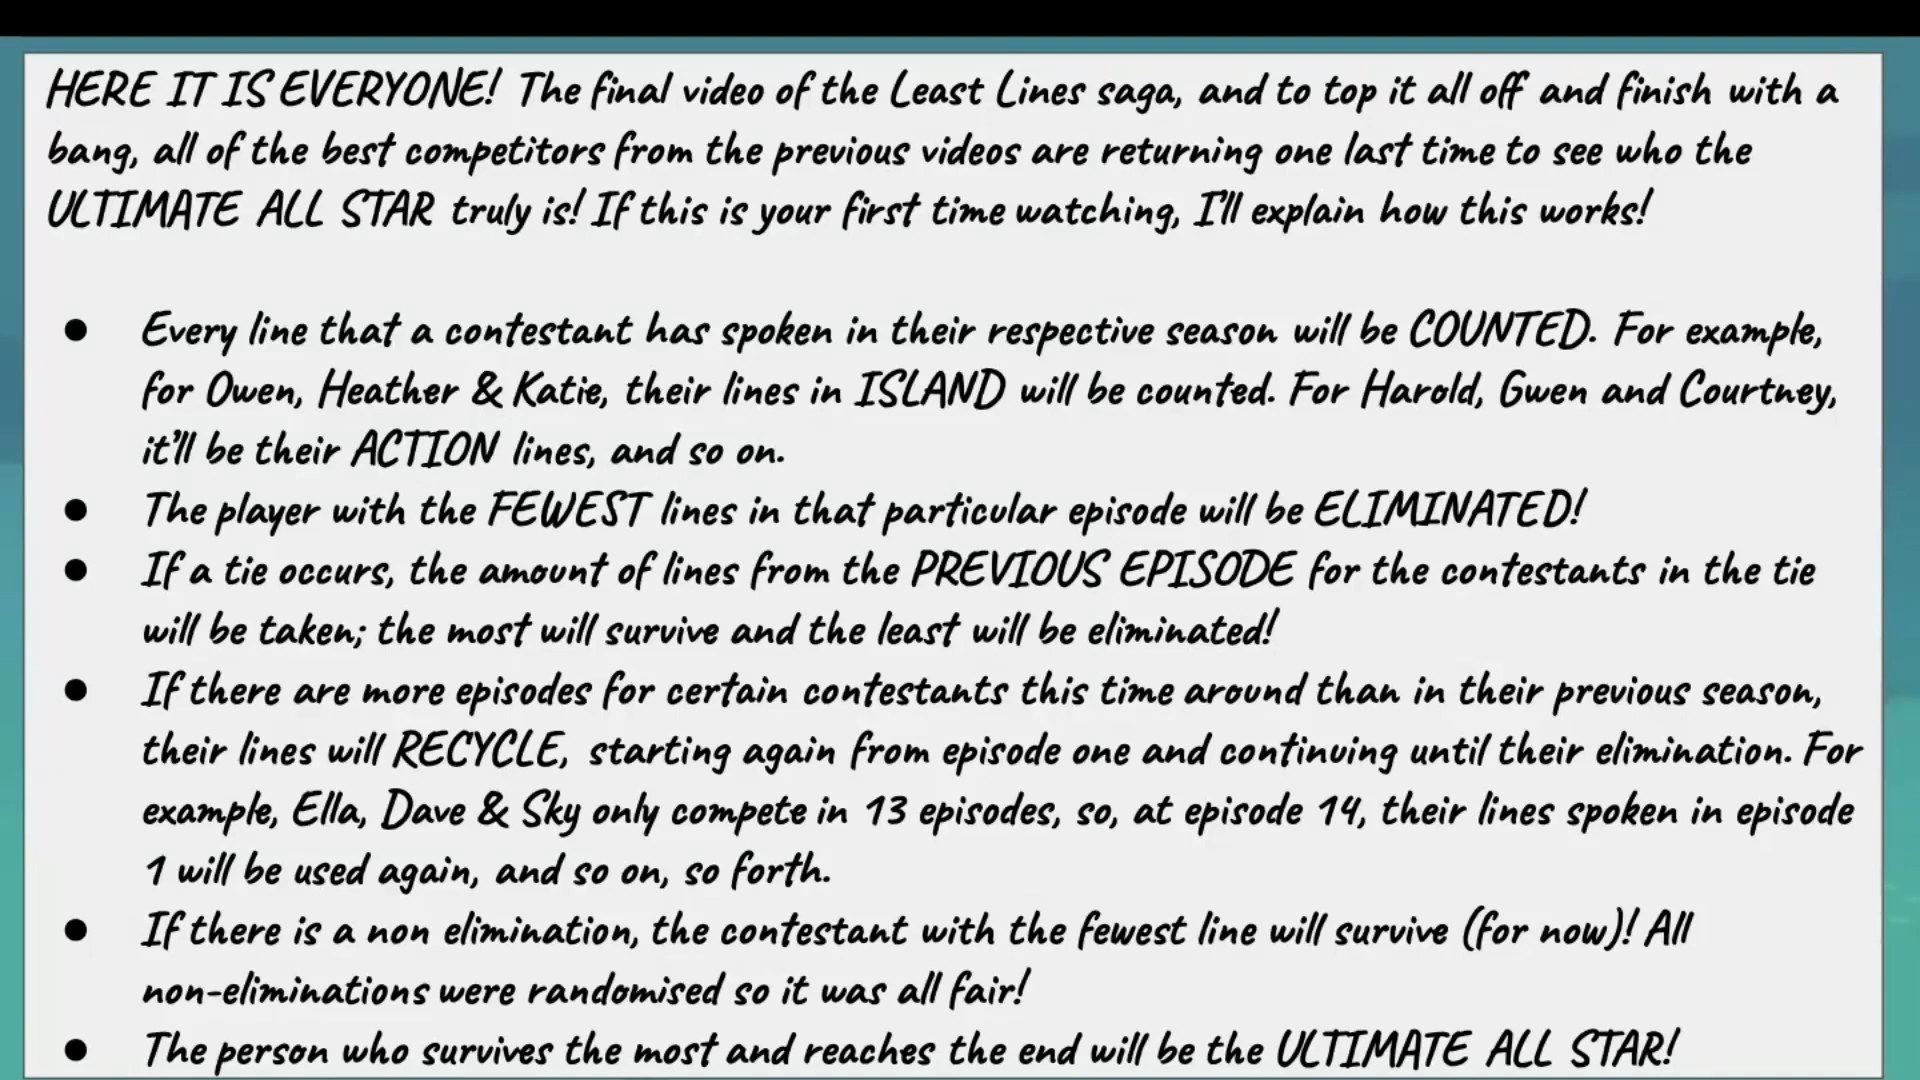 HERE IT IS EVERYONE! The final video of the Least Lines saga, and to top it all off and finish with a
bang, all of the best competitors from the previous videos are returning one last time to see who the
ULTIMATE ALL STAR truly is! If this is your first time watching, I'll explain how this works!
● Every line that a contestant has spoken in their respective season will be COUNTED. For example,
for Owen, Heather & Katie, their lines in ISLAND will be counted. For Harold, Gwen and Courtney,
it'll be their ACTION lines, and so on.
● The player with the FEWEST lines in that particular episode will be ELIMINATED!
● If a tie occurs, the amount of lines from the PREVIOUS EPISODE for the contestants in the tie
will be taken; the most will survive and the least will be eliminated!
● If there are more episodes for certain contestants this time around than in their previous season,
their lines will RECYCLE, starting again from episode one and continuing until their elimination. For
example, Ella, Dave & Sky only compete in 13 episodes, so, at episode 14, their lines spoken in episode
1 will be used again, and so on, so forth.
● If there is a non elimination, the contestant with the fewest line will survive (for now)! All
non-eliminations were randomised so it was all fair!
● The person who survives the most and reaches the end will be the ULTIMATE ALL STAR!